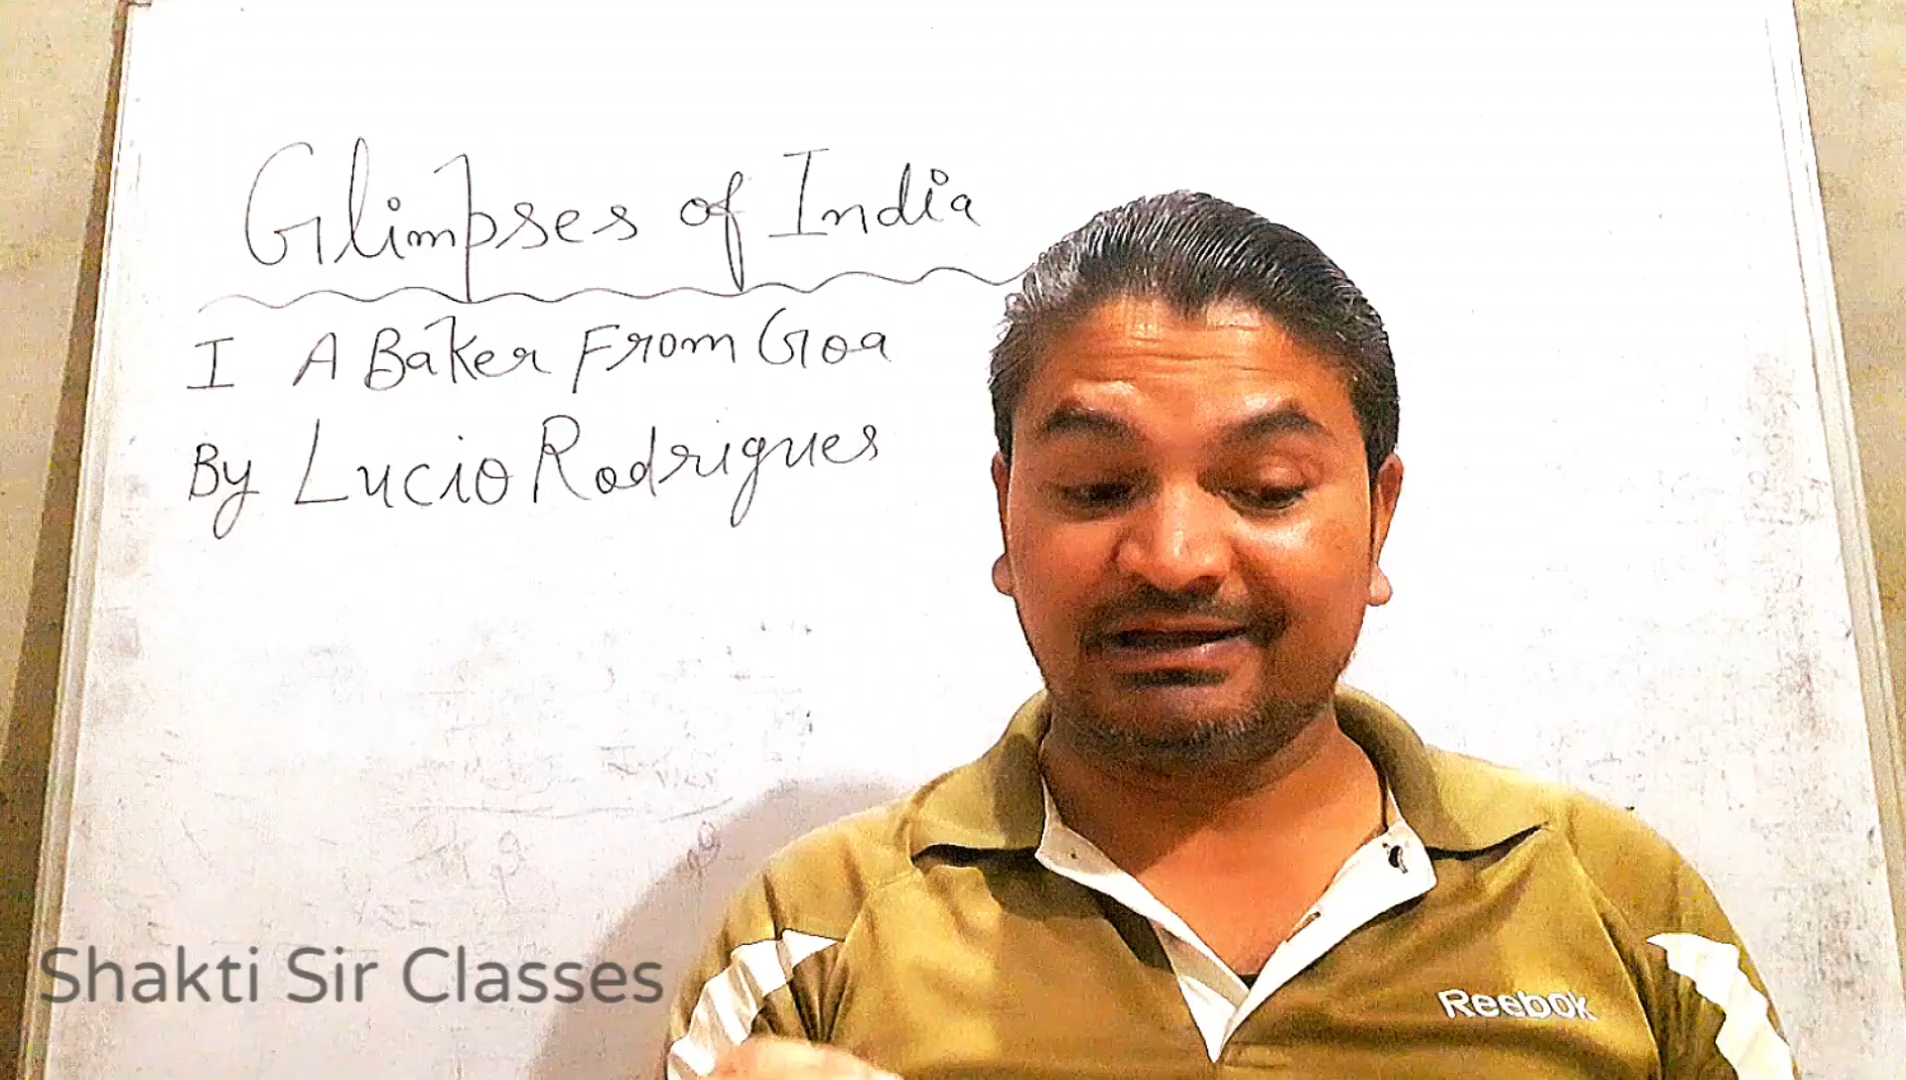 Glimpses of India
I A Baker From Goa
By Lucio Rodrigues
Shakti Sir Classes
Reebok